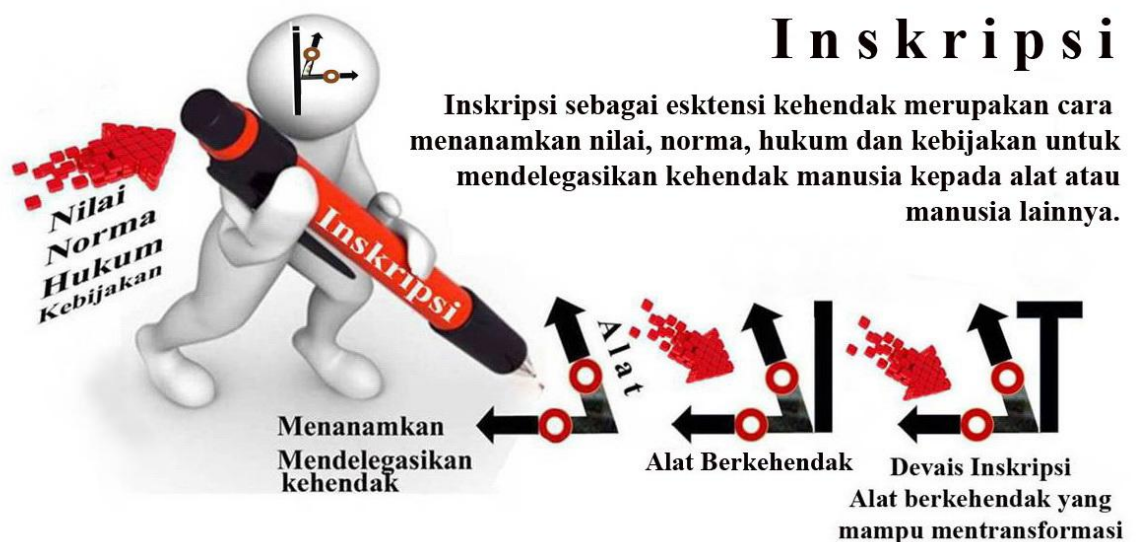 Inskripsi
Inskripsi sebagai esktensi kehendak merupakan cara
menanamkan nilai, norma, hukum dan kebijakan untuk
mendelegasikan kehendak manusia kepada alat atau
manusia lainnya.
Nilai
Norma
Hukum
Kebijakan
Inskripsi
Alat
Menanamkan
Mendelegasikan
kehendak
Alat Berkehendak
Devais Inskripsi
Alat berkehendak yang
mampu mentransformasi